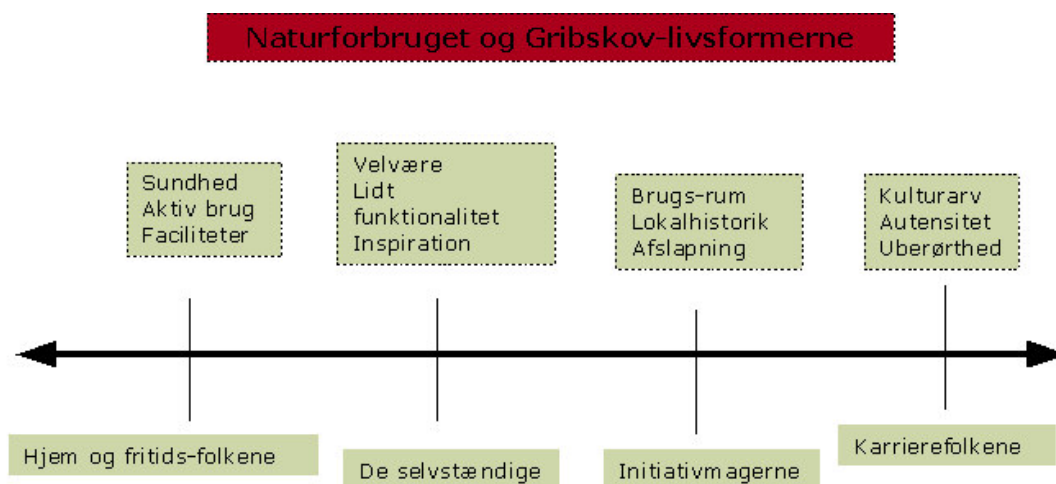 Naturforbruget og Gribskov-livsformerne
Sundhed
Aktiv brug
Faciliteter
Velvære
Lidt
funktionalitet
Inspiration
Brugs-rum
Lokalhistorik
Afslapning
Kulturarv
Autensitet
Uberørthed
Hjem og fritids-folkene
De selvstændige
Initiativmagerne
Karrierefolkene